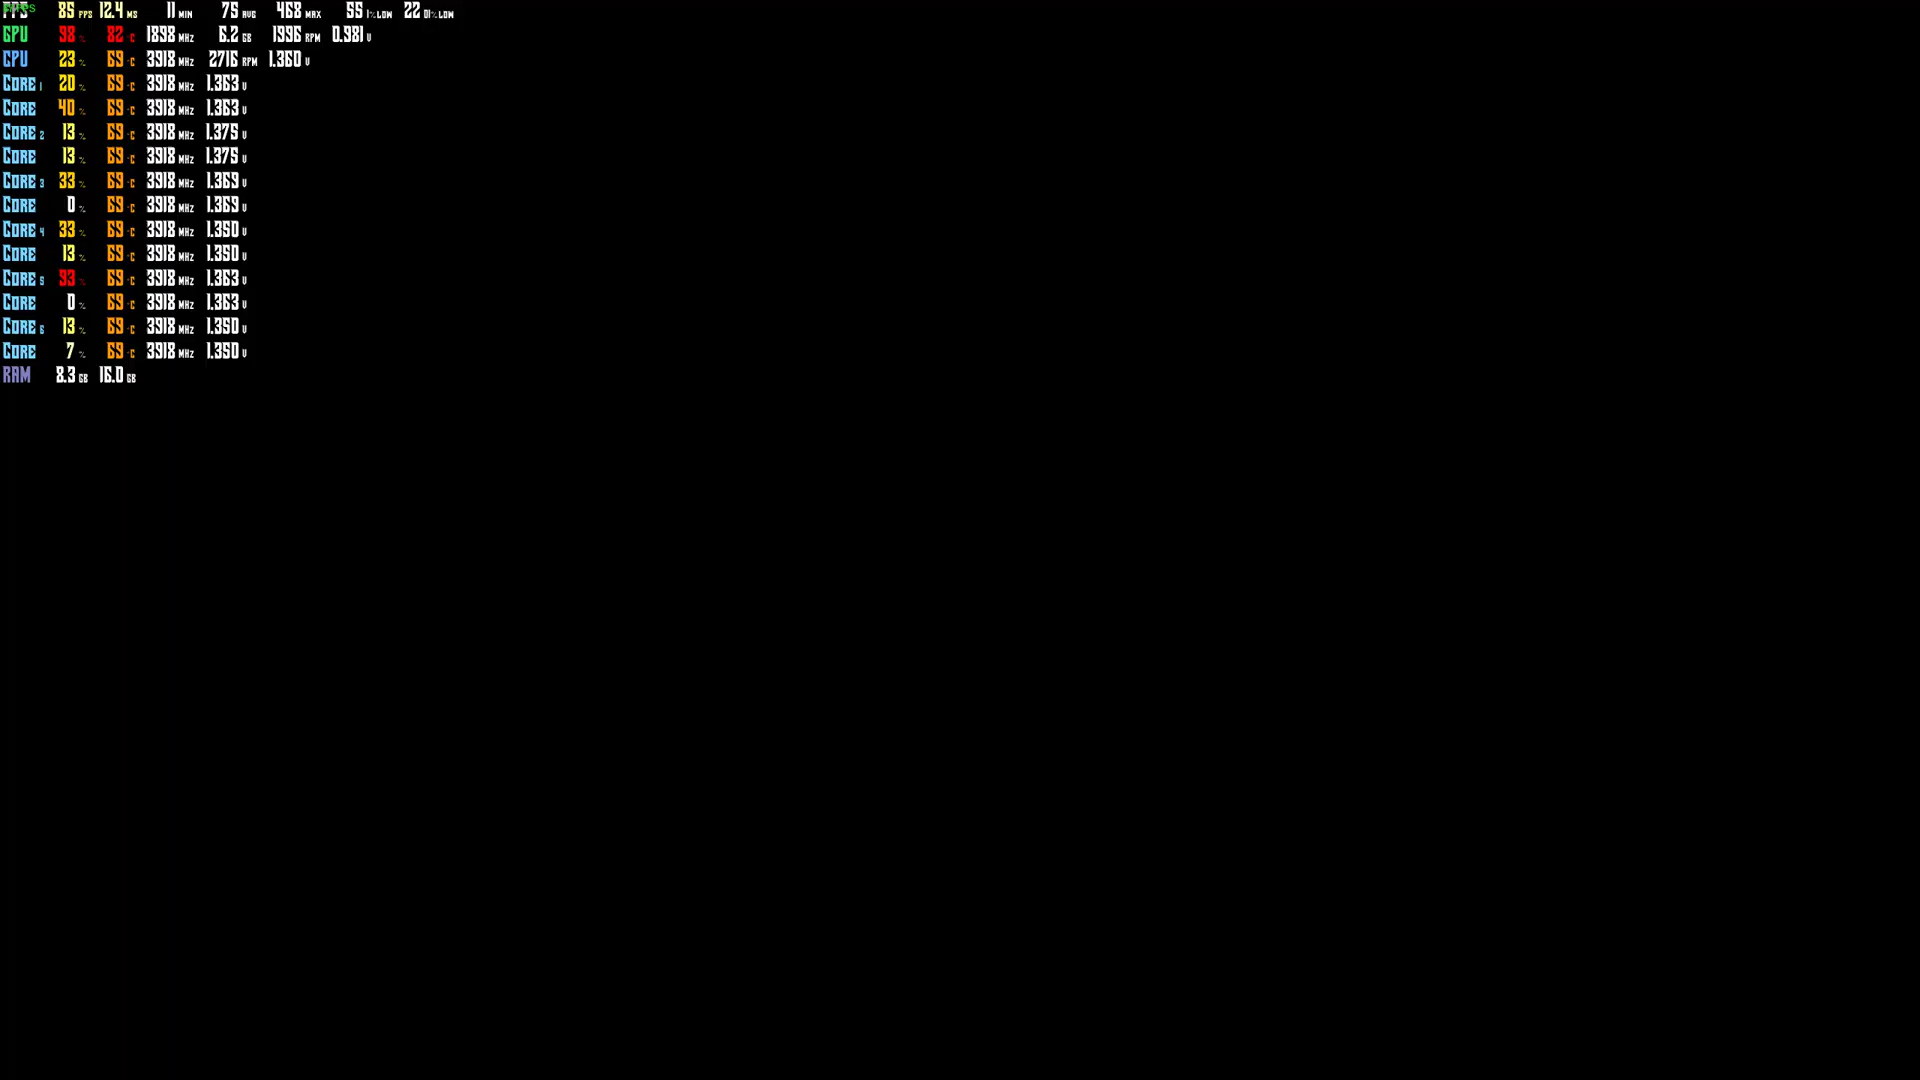 FPS 85 FPS 12.4 MS 11 MIN 75 AVG 468 MAX 55 1%LOW 22 01%LOW
GPU 98 % 82 °C 1898 MHZ 6.2 GB 1996 RPM 0.981 V
CPU 23 % 69 °C 3918 MHZ 2716 RPM 1.360 V
CORE 1 20 % 69 °C 3918 MHZ 1.363 V
CORE 40 % 69 °C 3918 MHZ 1.363 V
CORE 2 13 % 69 °C 3918 MHZ 1.375 V
CORE 13 % 69 °C 3918 MHZ 1.375 V
CORE 3 33 % 69 °C 3918 MHZ 1.369 V
CORE 0 % 69 °C 3918 MHZ 1.369 V
CORE 4 33 % 69 °C 3918 MHZ 1.350 V
CORE 13 % 69 °C 3918 MHZ 1.350 V
CORE 5 93 % 69 °C 3918 MHZ 1.363 V
CORE 0 % 69 °C 3918 MHZ 1.363 V
CORE 6 13 % 69 °C 3918 MHZ 1.350 V
CORE 7 % 69 °C 3918 MHZ 1.350 V
RAM 8.3 GB 16.0 GB